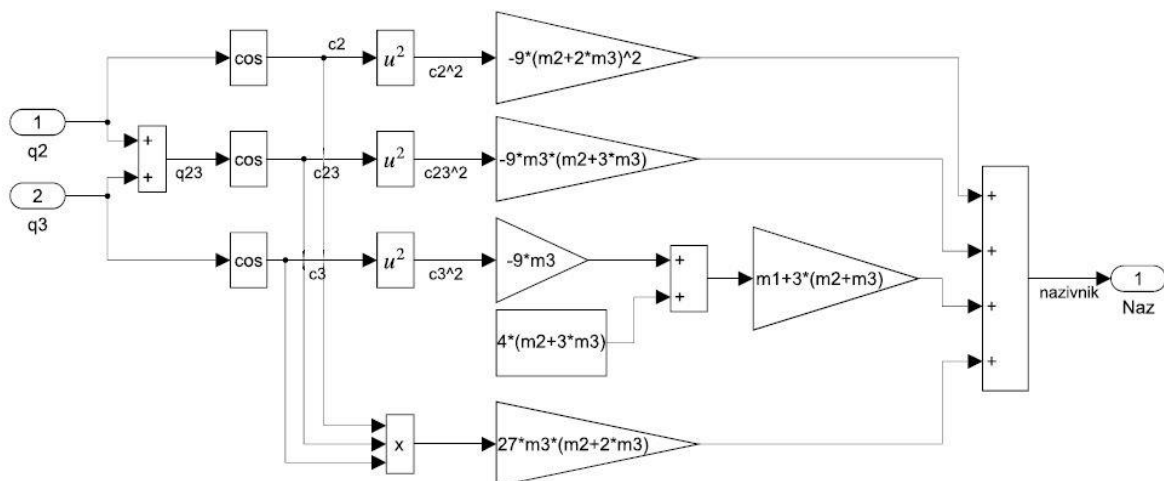 c2
cos
u²
c2^2
-9*(m2+2*m3)^2
1
q2
+
+
q23
cos
c23
u²
c23^2
-9*m3*(m2+3*m3)
2
q3
cos
c3
u²
c3^2
-9*m3
+
+
m1+3*(m2+m3)
4*(m2+3*m3)
+
+
+
+
nazivnik
1
Naz
x
27*m3*(m2+2*m3)